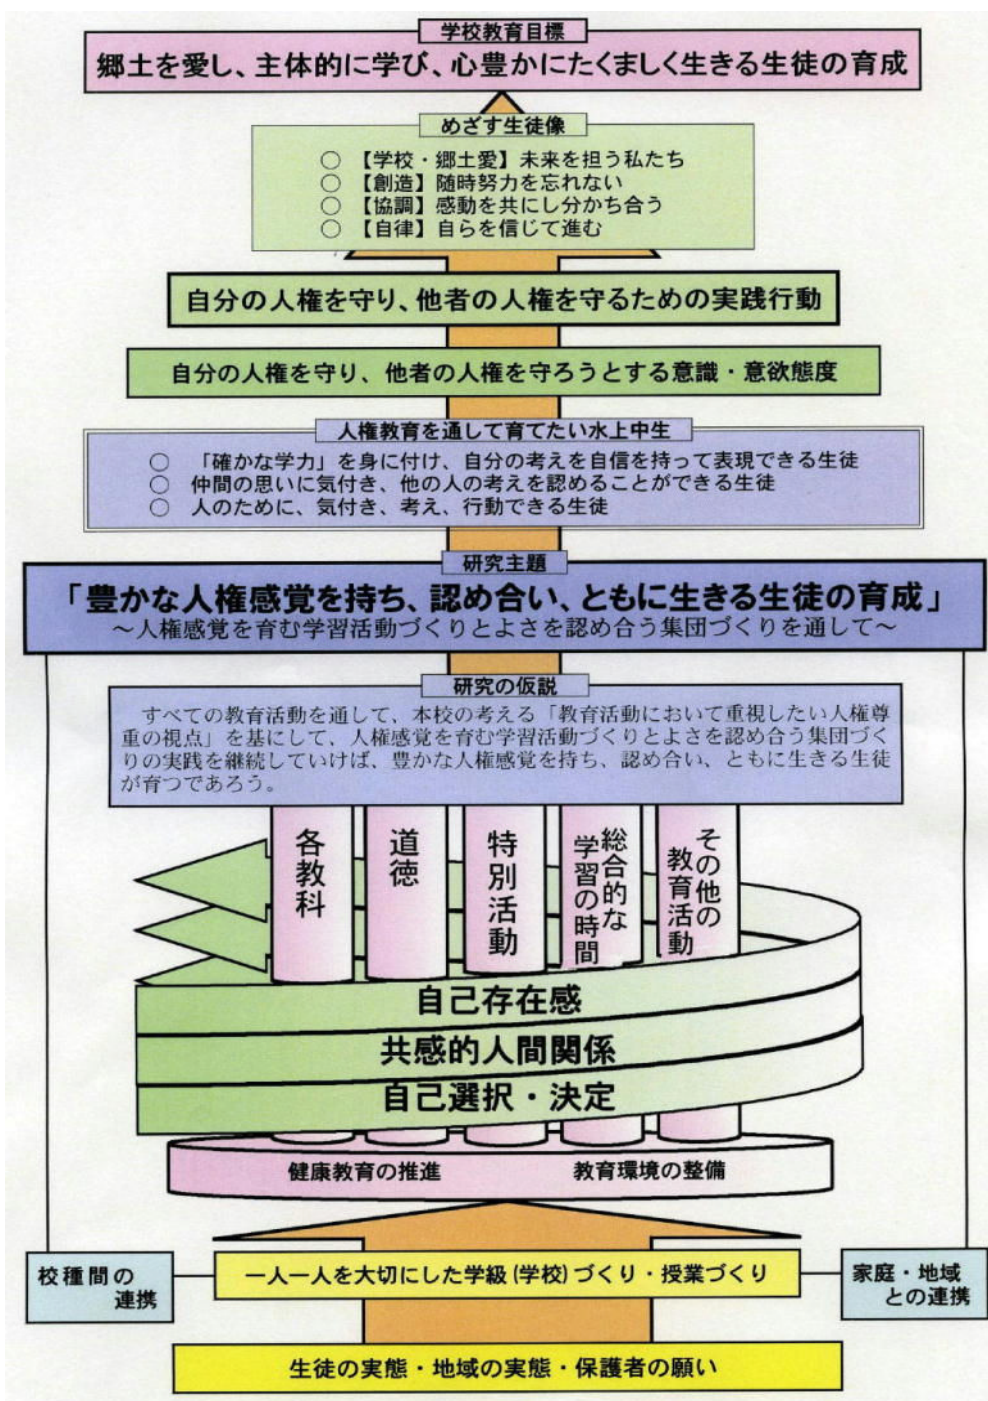 学校教育目標
郷土を愛し、主体的に学び、心豊かにたくましく生きる生徒の育成
めざす生徒像
○ 【学校・郷土愛】未来を担う私たち
○ 【創造】随時努力を忘れない
○ 【協調】感動を共にし分かち合う
○ 【自律】自らを信じて進む
自分の人権を守り、他者の人権を守るための実践行動
自分の人権を守り、他者の人権を守ろうとする意識・意欲態度
人権教育を通して育てたい水上中生
○ 「確かな学力」を身に付け、自分の考えを自信を持って表現できる生徒
○ 仲間の思いに気付き、他の人の考えを認めることができる生徒
○ 人のために、気付き、考え、行動できる生徒
研究主題
「豊かな人権感覚を持ち、認め合い、ともに生きる生徒の育成」
～人権感覚を育む学習活動づくりとよさを認め合う集団づくりを通して～
研究の仮説
すべての教育活動を通して、本校の考える「教育活動において重視したい人権尊
重の視点」を基にして、人権感覚を育む学習活動づくりとよさを認め合う集団づく
りの実践を継続していけば、豊かな人権感覚を持ち、認め合い、ともに生きる生徒
が育つであろう。
各教科
道徳
特別活動
総合的な
学習の時間
その他の
教育活動
自己存在感
共感的人間関係
自己選択・決定
健康教育の推進
教育環境の整備
校種間の
連携
一人一人を大切にした学級(学校)づくり・授業づくり
家庭・地域
との連携
生徒の実態・地域の実態・保護者の願い